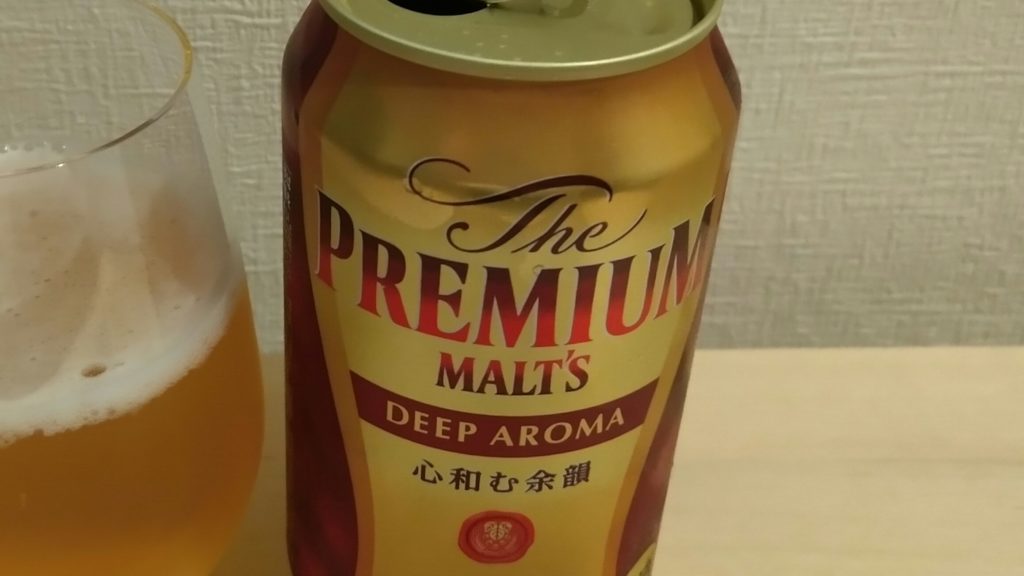 The
PREMIUM
MALT'S
DEEP AROMA
心和む余韻